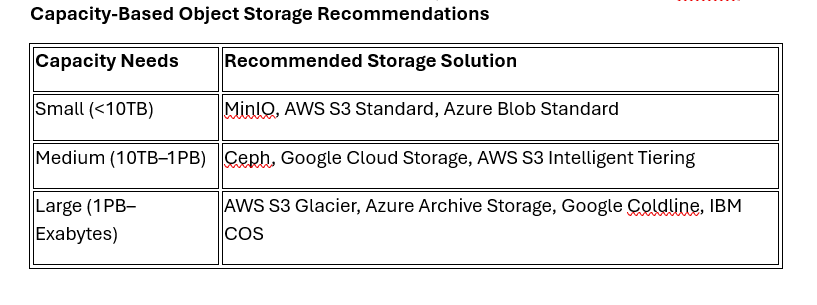 Capacity-Based Object Storage Recommendations
Capacity Needs
Recommended Storage Solution
Small (<10TB)
MinIO, AWS S3 Standard, Azure Blob Standard
Medium (10TB–1PB)
Ceph, Google Cloud Storage, AWS S3 Intelligent Tiering
Large (1PB–
Exabytes)
AWS S3 Glacier, Azure Archive Storage, Google Coldline, IBM
COS